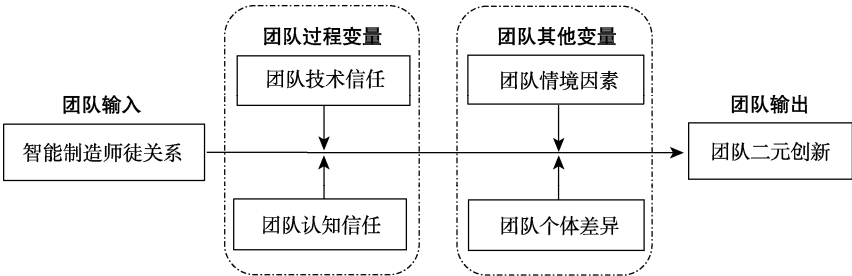 团队过程变量
团队其他变量
团队技术信任
团队情境因素
团队输入
团队输出
智能制造师徒关系
团队二元创新
团队认知信任
团队个体差异